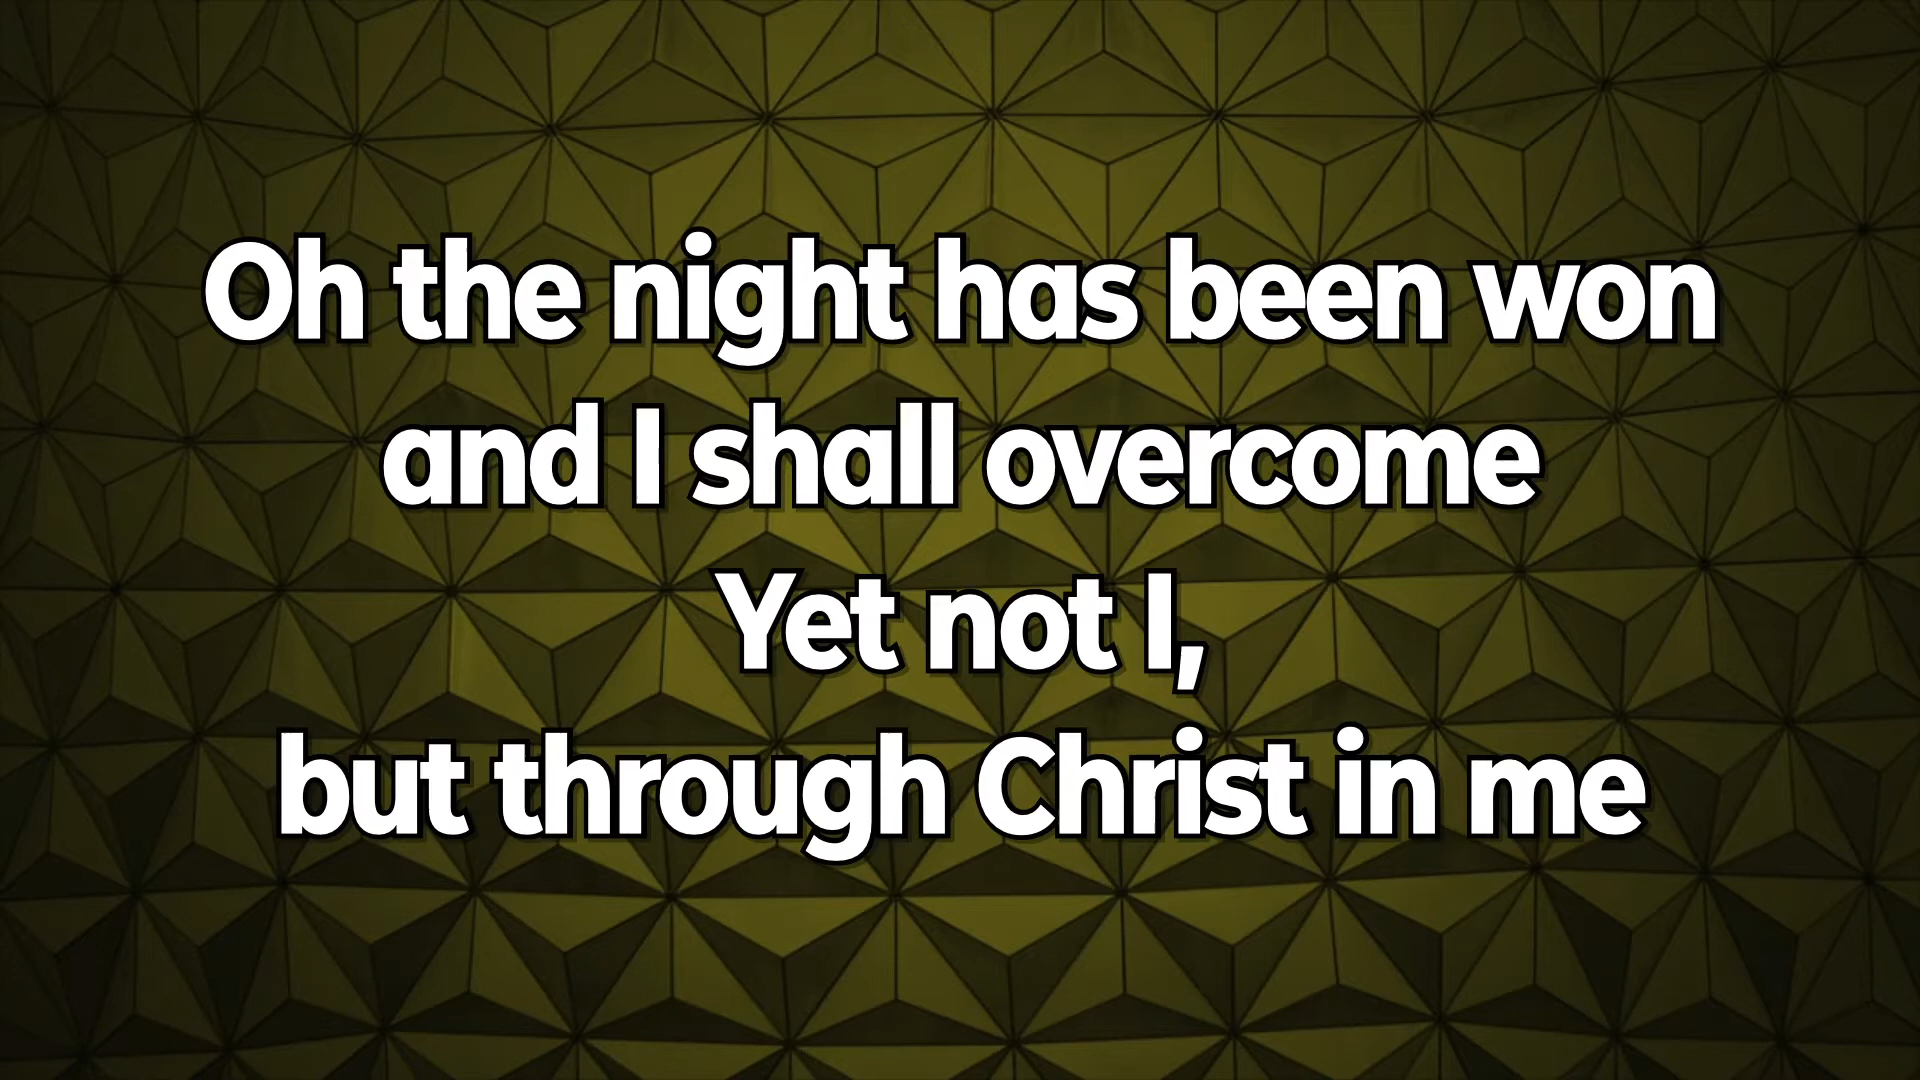 Oh the night has been won
and I shall overcome
Yet not I,
but through Christ in me